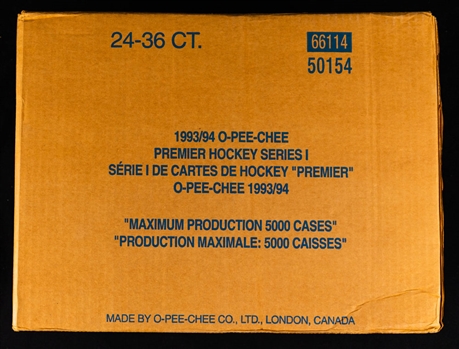 24-36 CT.
66114
50154
1993/94 O-PEE-CHEE
PREMIER HOCKEY SERIES I
SÉRIE I DE CARTES DE HOCKEY "PREMIER"
O-PEE-CHEE 1993/94
"MAXIMUM PRODUCTION 5000 CASES"
"PRODUCTION MAXIMALE: 5000 CAISSES"
MADE BY O-PEE-CHEE CO., LTD., LONDON, CANADA